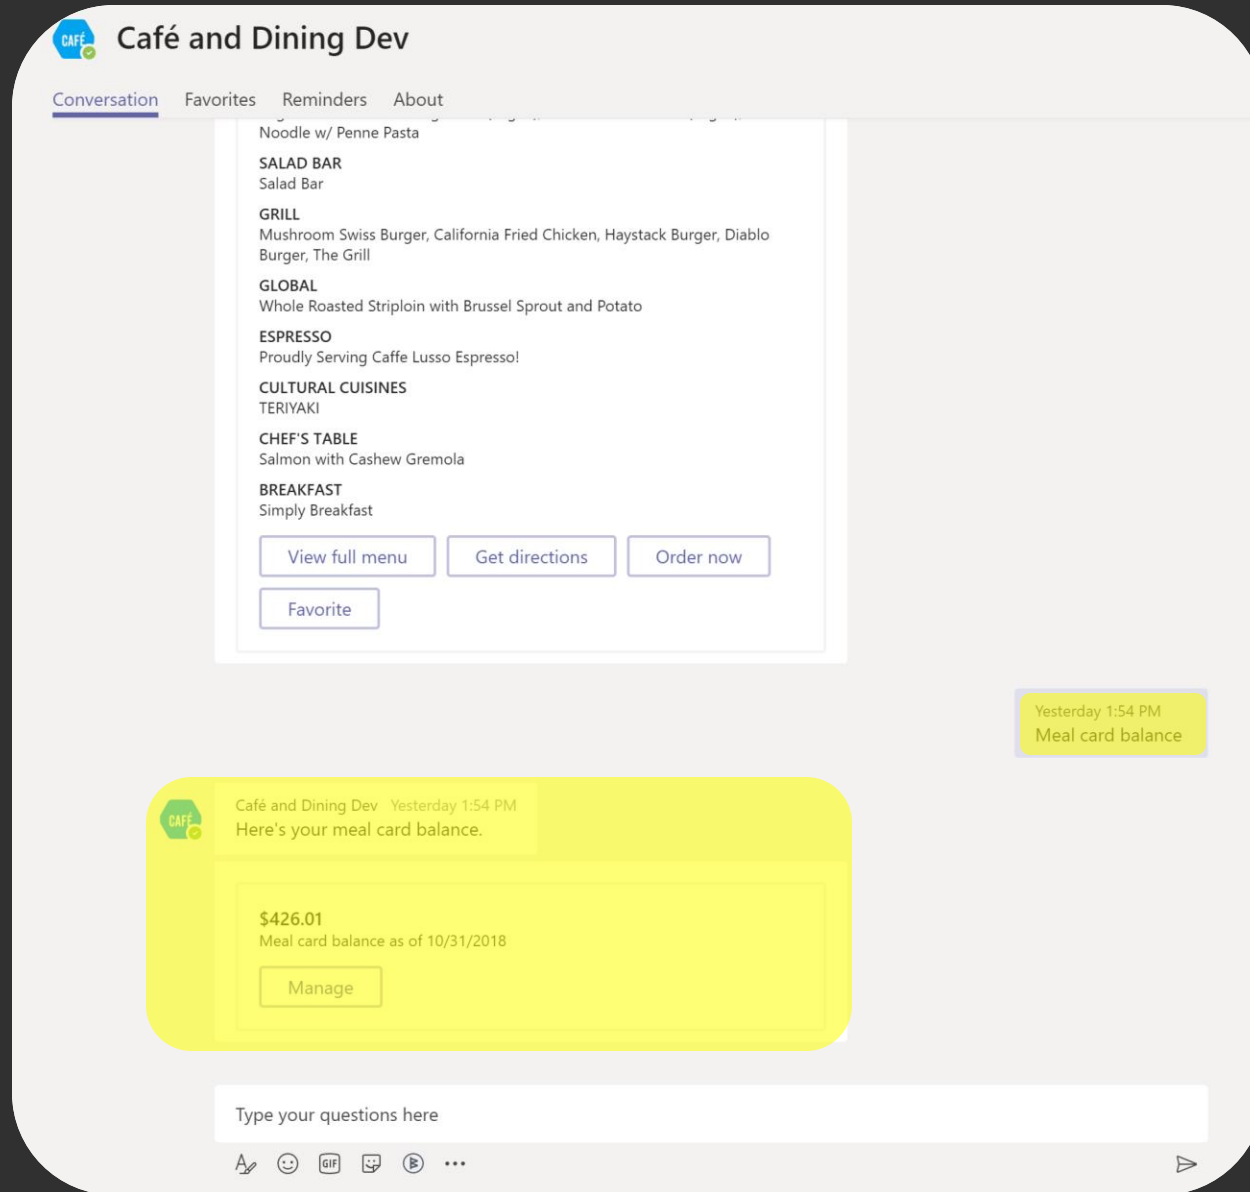 CAFÉ
Café and Dining Dev
Conversation Favorites Reminders About
Noodle w/ Penne Pasta
SALAD BAR
Salad Bar
GRILL
Mushroom Swiss Burger, California Fried Chicken, Haystack Burger, Diablo
Burger, The Grill
GLOBAL
Whole Roasted Striploin with Brussel Sprout and Potato
ESPRESSO
Proudly Serving Caffe Lusso Espresso!
CULTURAL CUISINES
TERIYAKI
CHEF'S TABLE
Salmon with Cashew Gremola
BREAKFAST
Simply Breakfast
View full menu Get directions Order now
Favorite
Yesterday 1:54 PM
Meal card balance
CAFÉ
Café and Dining Dev Yesterday 1:54 PM
Here's your meal card balance.
$426.01
Meal card balance as of 10/31/2018
Manage
Type your questions here
GIF